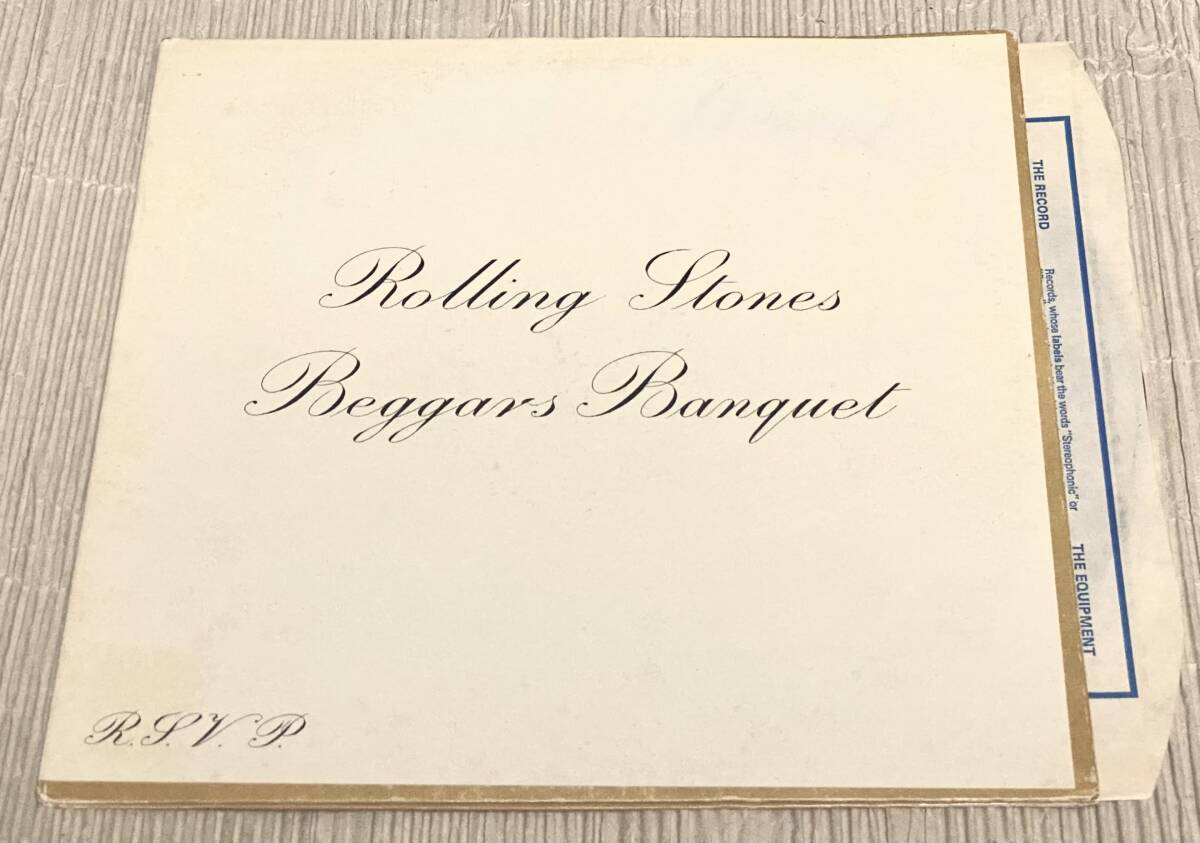 Rolling Stones
Beggars Banquet
R.S.V.P.
THE RECORD
Records, whose labels bear the words "Stereophonic" or
THE EQUIPMENT